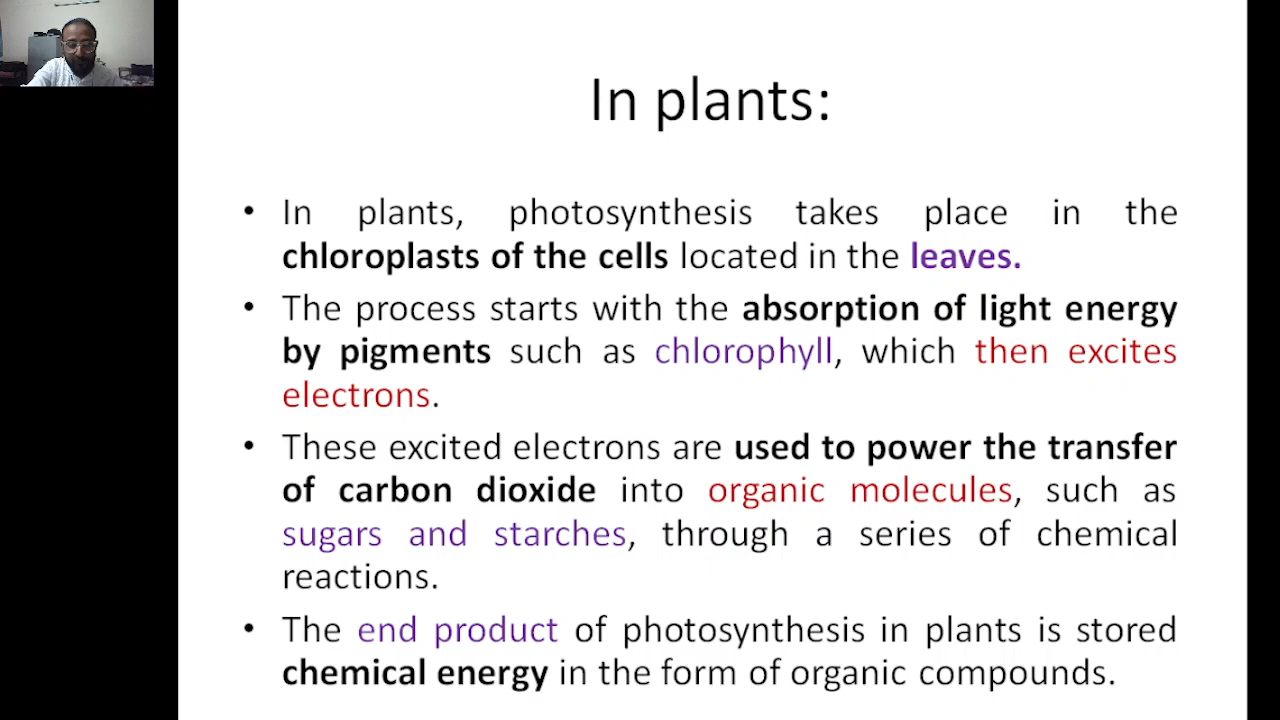 In plants:
• In plants, photosynthesis takes place in the
chloroplasts of the cells located in the leaves.
• The process starts with the absorption of light energy
by pigments such as chlorophyll, which then excites
electrons.
• These excited electrons are used to power the transfer
of carbon dioxide into organic molecules, such as
sugars and starches, through a series of chemical
reactions.
• The end product of photosynthesis in plants is stored
chemical energy in the form of organic compounds.